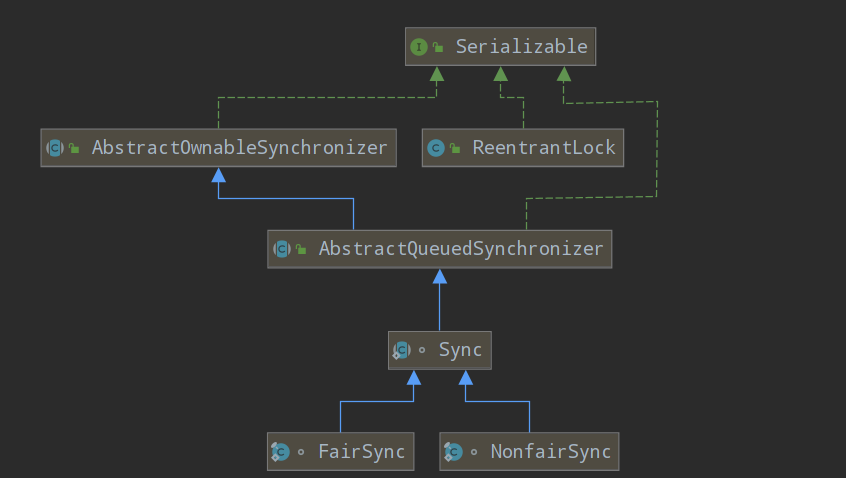 Serializable
AbstractOwnableSynchronizer
ReentrantLock
AbstractQueuedSynchronizer
Sync
FairSync
NonfairSync